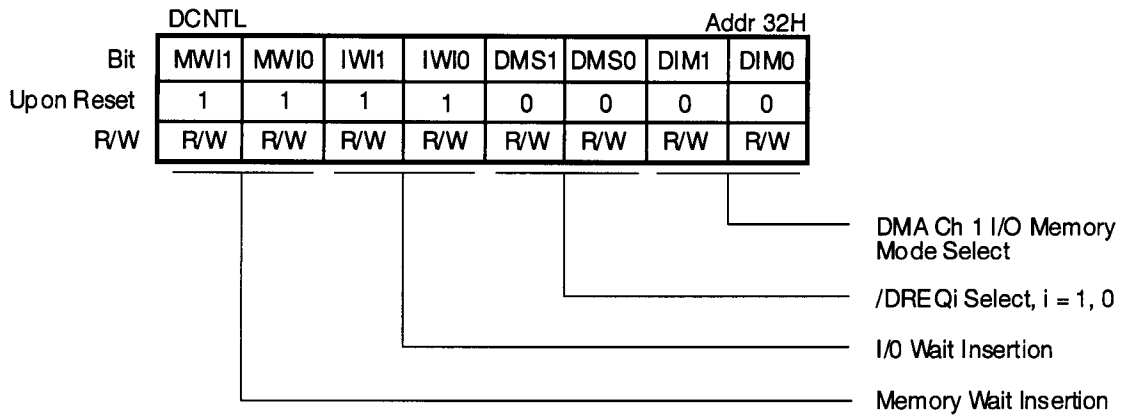 DCNTL Addr 32H
Bit MWI1 MWI0 IWI1 IWI0 DMS1 DMS0 DIM1 DIM0
Upon Reset 1 1 1 1 0 0 0 0
R/W R/W R/W R/W R/W R/W R/W R/W R/W
DMA Ch 1 I/O Memory
Mode Select
/DREQi Select, i = 1, 0
I/0 Wait Insertion
Memory Wait Insertion